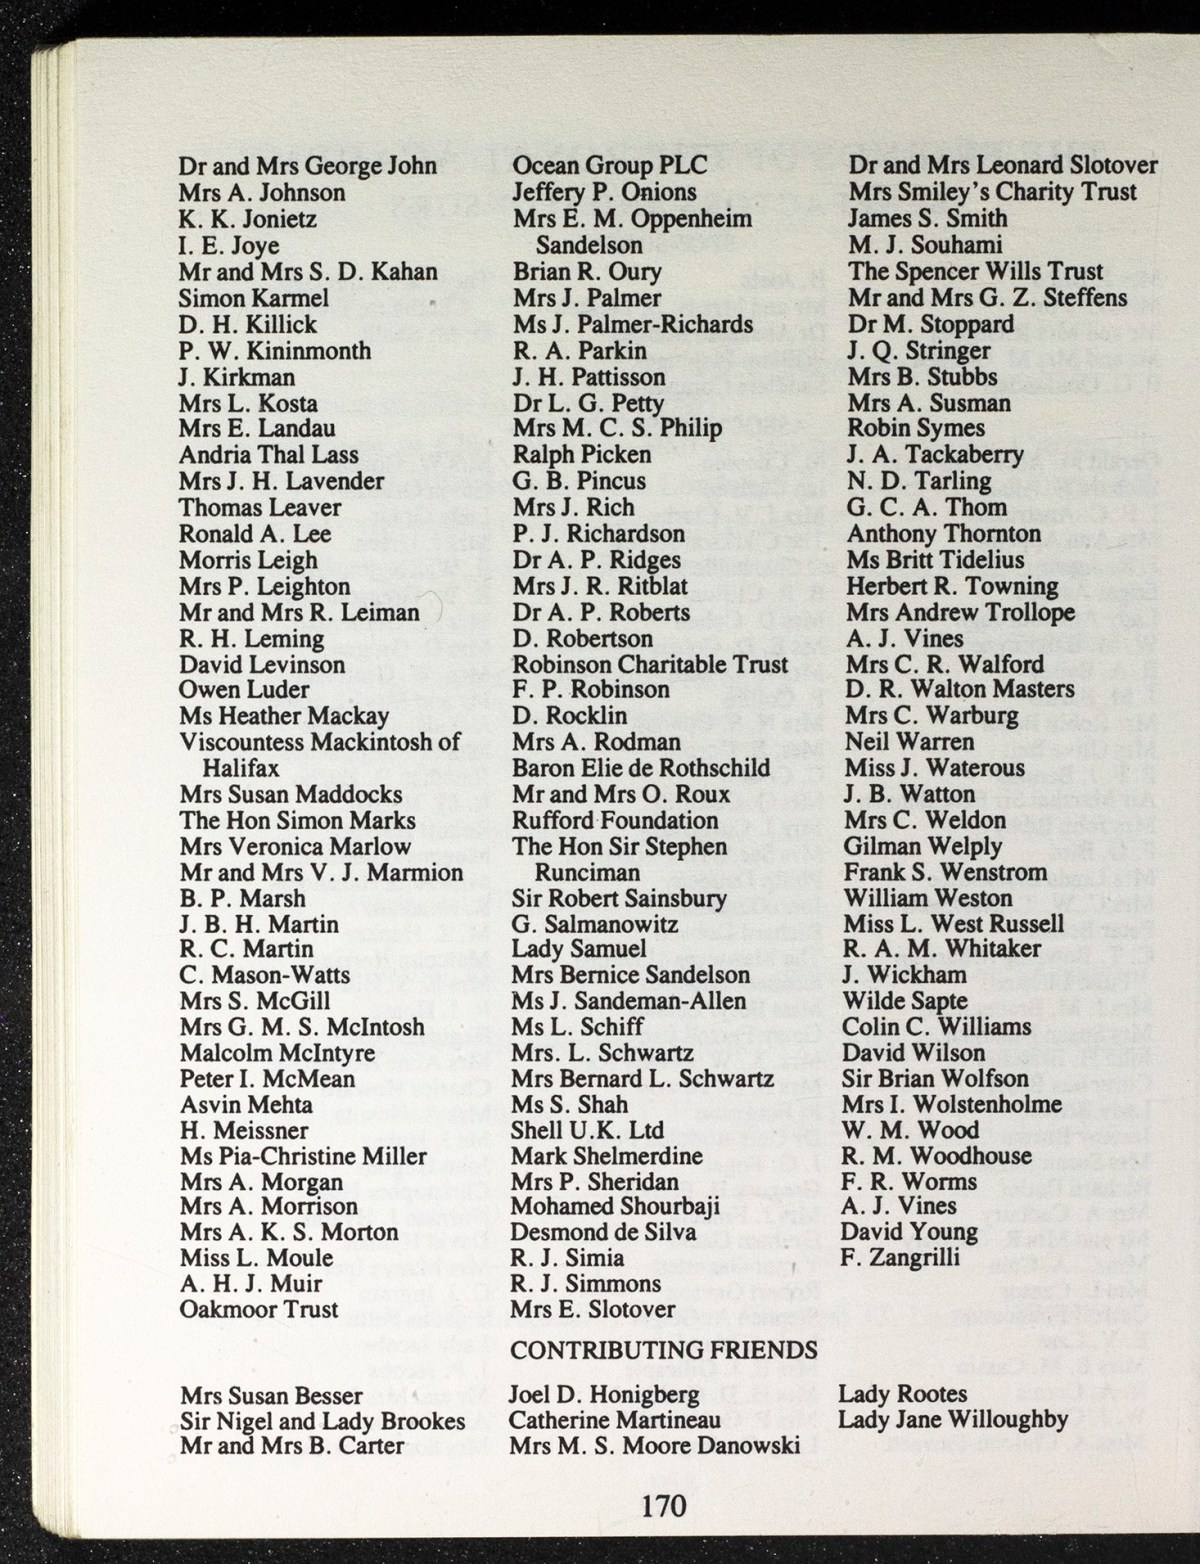 Dr and Mrs George John
Mrs A. Johnson
K. K. Jonietz
I. E. Joye
Mr and Mrs S. D. Kahan
Simon Karmel
D. H. Killick
P. W. Kininmonth
J. Kirkman
Mrs L. Kosta
Mrs E. Landau
Andria Thal Lass
Mrs J. H. Lavender
Thomas Leaver
Ronald A. Lee
Morris Leigh
Mrs P. Leighton
Mr and Mrs R. Leiman
R. H. Leming
David Levinson
Owen Luder
Ms Heather Mackay
Viscountess Mackintosh of
Halifax
Mrs Susan Maddocks
The Hon Simon Marks
Mrs Veronica Marlow
Mr and Mrs V. J. Marmion
B. P. Marsh
J. B. H. Martin
R. C. Martin
C. Mason-Watts
Mrs S. McGill
Mrs G. M. S. McIntosh
Malcolm McIntyre
Peter I. McMean
Asvin Mehta
H. Meissner
Ms Pia-Christine Miller
Mrs A. Morgan
Mrs A. Morrison
Mrs A. K. S. Morton
Miss L. Moule
A. H. J. Muir
Oakmoor Trust
Ocean Group PLC
Jeffery P. Onions
Mrs E. M. Oppenheim
Sandelson
Brian R. Oury
Mrs J. Palmer
Ms J. Palmer-Richards
R. A. Parkin
J. H. Pattisson
Dr L. G. Petty
Mrs M. C. S. Philip
Ralph Picken
G. B. Pincus
Mrs J. Rich
P. J. Richardson
Dr A. P. Ridges
Mrs J. R. Ritblat
Dr A. P. Roberts
D. Robertson
Robinson Charitable Trust
F. P. Robinson
D. Rocklin
Mrs A. Rodman
Baron Elie de Rothschild
Mr and Mrs O. Roux
Rufford Foundation
The Hon Sir Stephen
Runciman
Sir Robert Sainsbury
G. Salmanowitz
Lady Samuel
Mrs Bernice Sandelson
Ms J. Sandeman-Allen
Ms L. Schiff
Mrs. L. Schwartz
Mrs Bernard L. Schwartz
Ms S. Shah
Shell U.K. Ltd
Mark Shelmerdine
Mrs P. Sheridan
Mohamed Shourbaji
Desmond de Silva
R. J. Simia
R. J. Simmons
Mrs E. Slotover
Dr and Mrs Leonard Slotover
Mrs Smiley's Charity Trust
James S. Smith
M. J. Souhami
The Spencer Wills Trust
Mr and Mrs G. Z. Steffens
Dr M. Stoppard
J. Q. Stringer
Mrs B. Stubbs
Mrs A. Susman
Robin Symes
J. A. Tackaberry
N. D. Tarling
G. C. A. Thom
Anthony Thornton
Ms Britt Tidelius
Herbert R. Towning
Mrs Andrew Trollope
A. J. Vines
Mrs C. R. Walford
D. R. Walton Masters
Mrs C. Warburg
Neil Warren
Miss J. Waterous
J. B. Watton
Mrs C. Weldon
Gilman Welply
Frank S. Wenstrom
William Weston
Miss L. West Russell
R. A. M. Whitaker
J. Wickham
Wilde Sapte
Colin C. Williams
David Wilson
Sir Brian Wolfson
Mrs I. Wolstenholme
W. M. Wood
R. M. Woodhouse
F. R. Worms
A. J. Vines
David Young
F. Zangrilli
CONTRIBUTING FRIENDS
Mrs Susan Besser
Sir Nigel and Lady Brookes
Mr and Mrs B. Carter
Joel D. Honigberg
Catherine Martineau
Mrs M. S. Moore Danowski
Lady Rootes
Lady Jane Willoughby
170